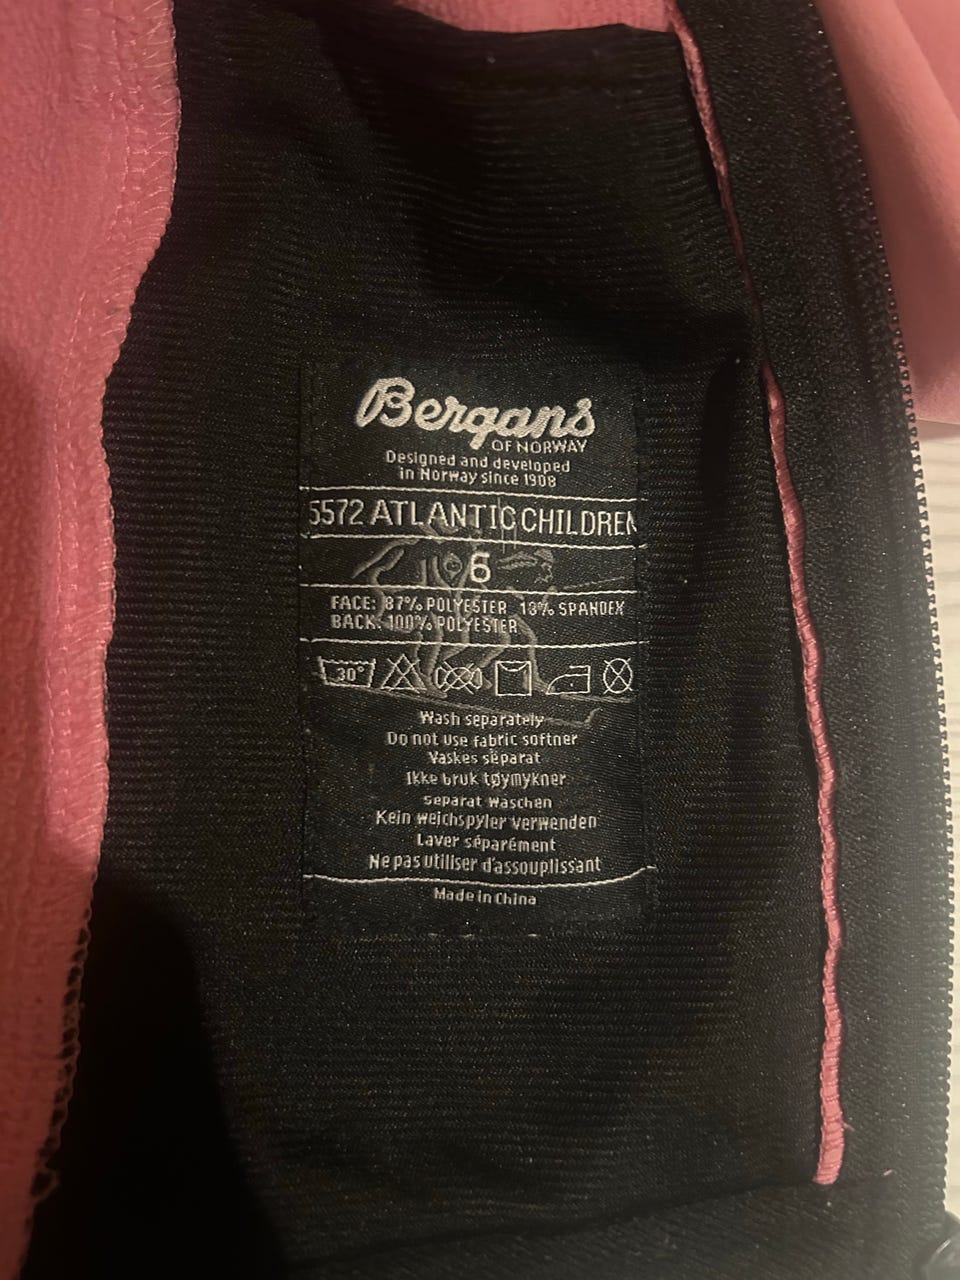 Bergans
OF NORWAY
Designed and developed
in Norway since 1908
5572 ATLANTIC CHILDREN
6
FACE: 87% POLYESTER 13% SPANDEX
BACK: 100% POLYESTER
30°
Wash separately
Do not use fabric softner
Vaskes séparat
Ikke bruk tøymykner
separat waschen
Kein weichspyler verwenden
Laver séparément
Ne pas utiliser d'assouplissant
Made in China